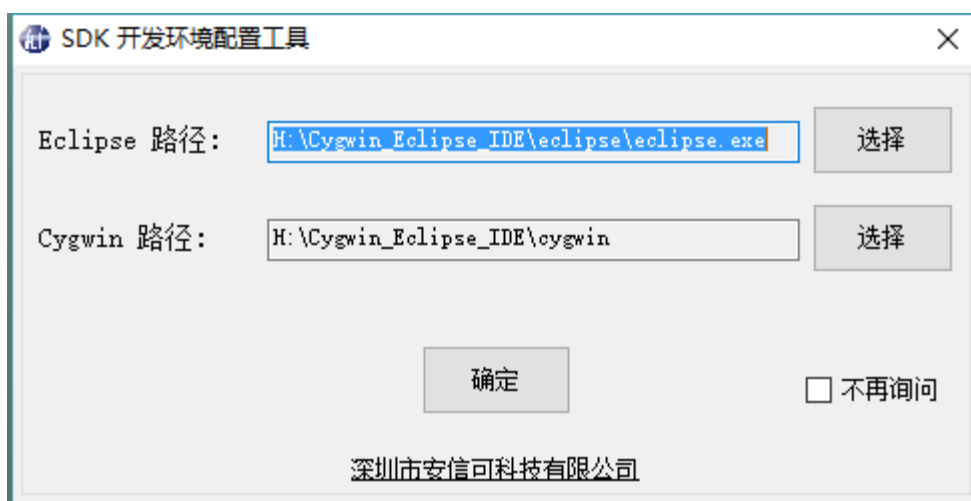 SDK 开发环境配置工具
Eclipse 路径: H:\Cygwin_Eclipse_IDE\eclipse\eclipse.exe 选择
Cygwin 路径: H:\Cygwin_Eclipse_IDE\cygwin 选择
确定
不再询问
深圳市安信可科技有限公司